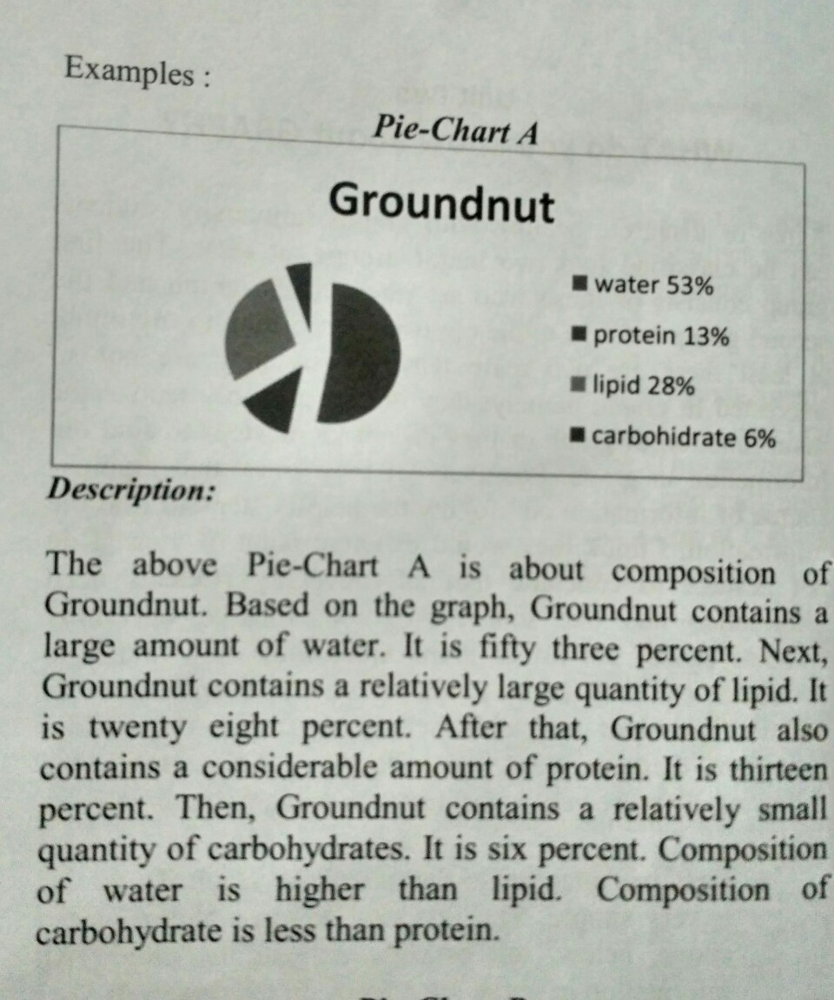 Examples :
Pie-Chart A
Groundnut
water 53%
protein 13%
lipid 28%
carbohidrate 6%
Description:
The above Pie-Chart A is about composition of
Groundnut. Based on the graph, Groundnut contains a
large amount of water. It is fifty three percent. Next,
Groundnut contains a relatively large quantity of lipid. It
is twenty eight percent. After that, Groundnut also
contains a considerable amount of protein. It is thirteen
percent. Then, Groundnut contains a relatively small
quantity of carbohydrates. It is six percent. Composition
of water is higher than lipid. Composition of
carbohydrate is less than protein.